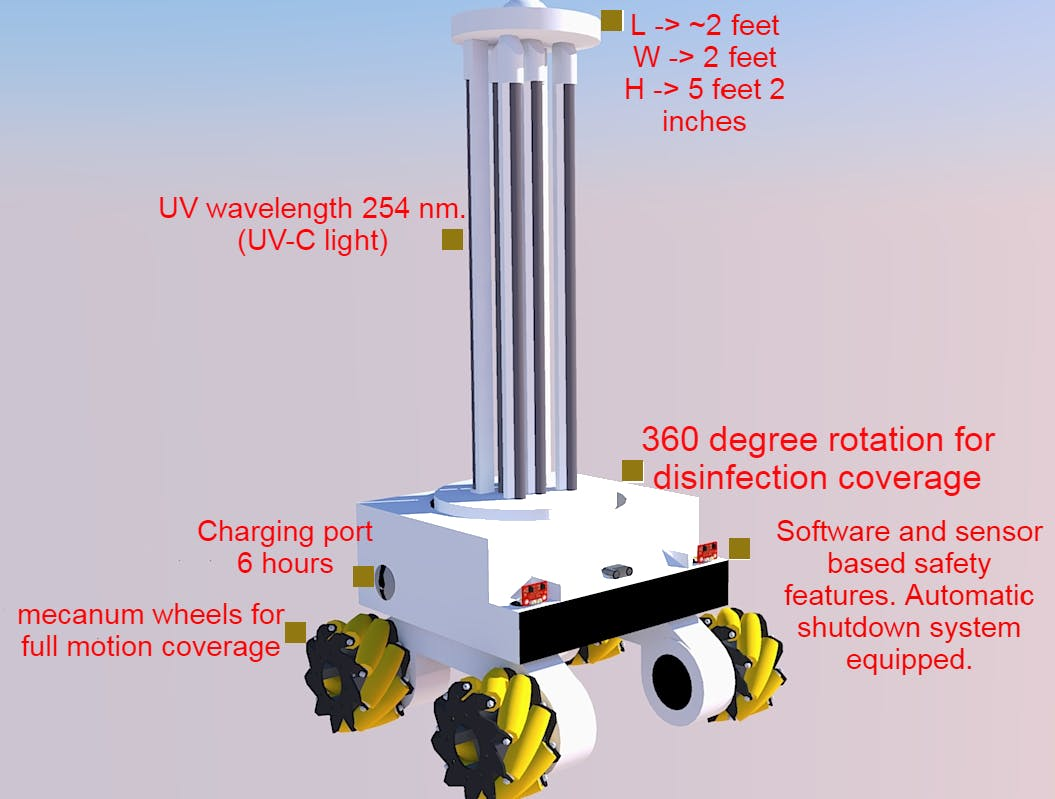 L -> ~2 feet
W -> 2 feet
H -> 5 feet 2
inches
UV wavelength 254 nm.
(UV-C light)
360 degree rotation for
disinfection coverage
Charging port
6 hours
Software and sensor
based safety
features. Automatic
shutdown system
equipped.
mecanum wheels for
full motion coverage